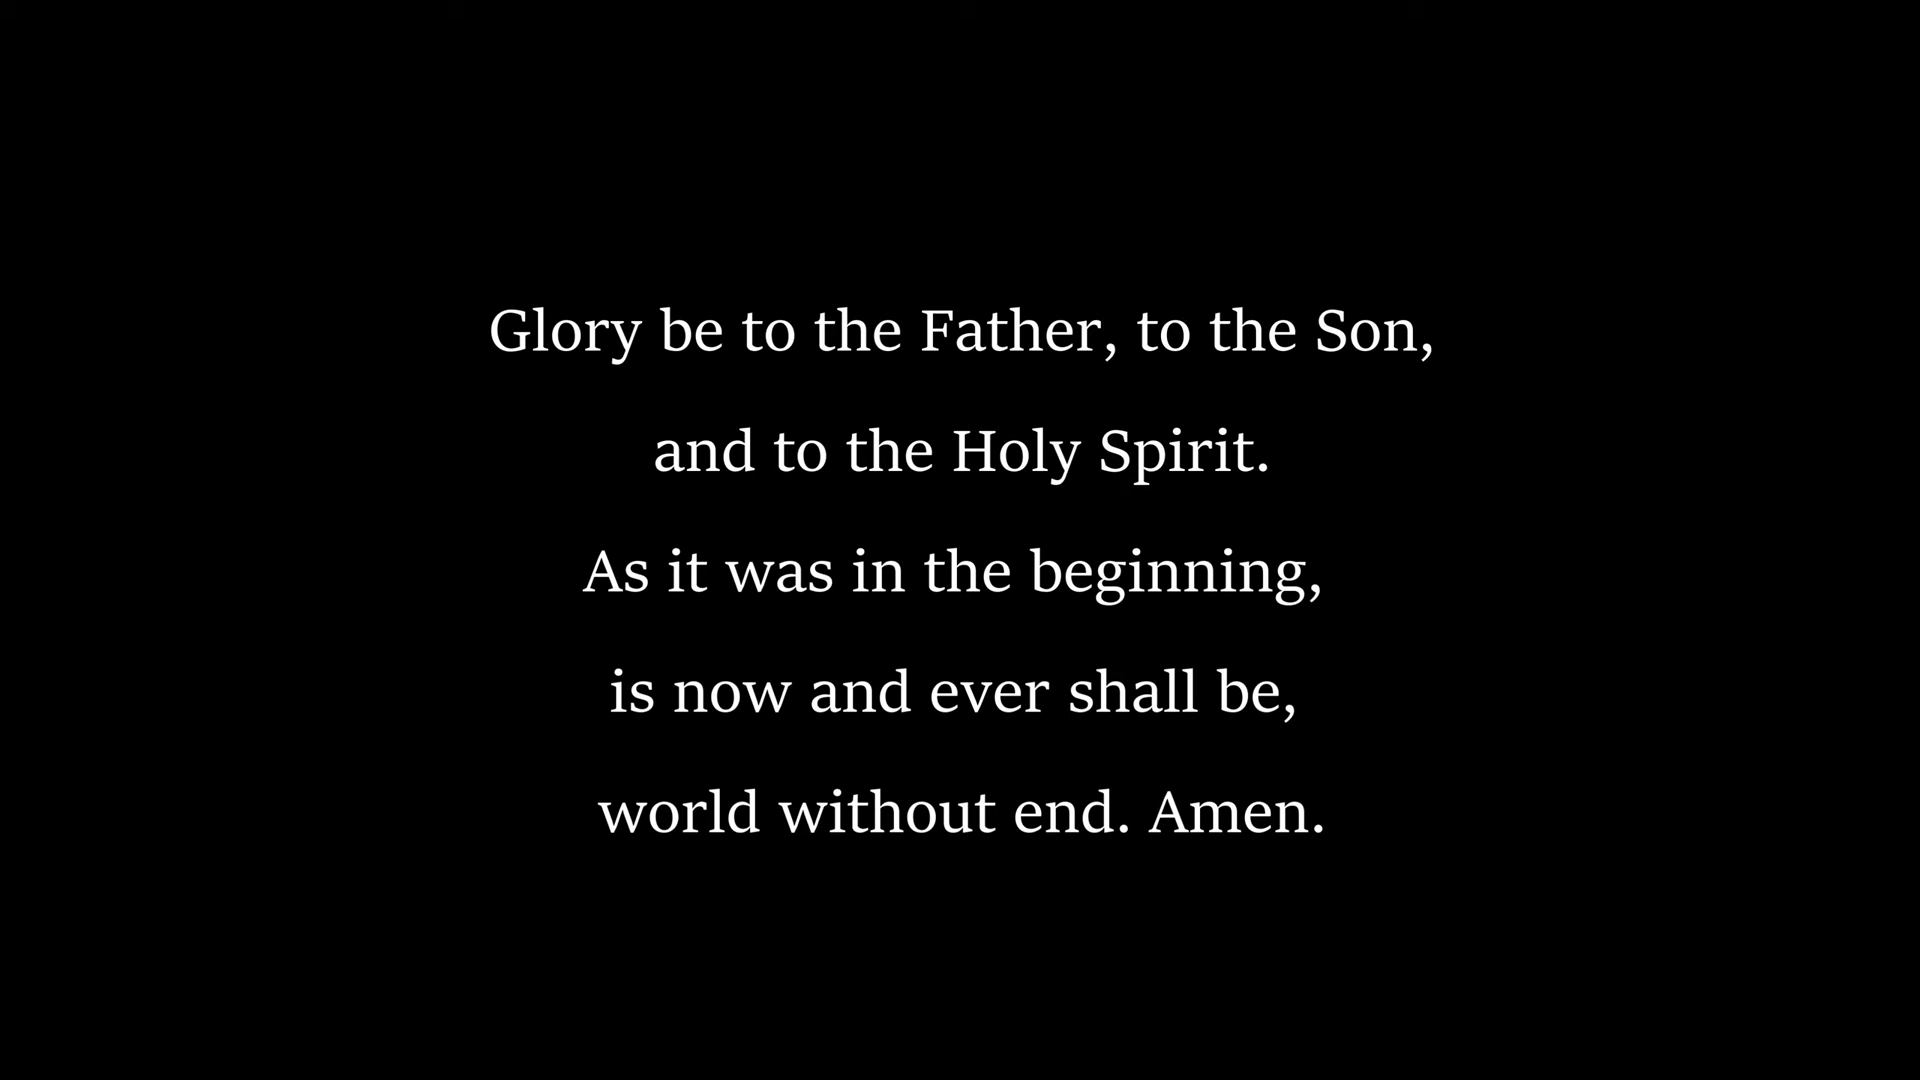 Glory be to the Father, to the Son,
and to the Holy Spirit.
As it was in the beginning,
is now and ever shall be,
world without end. Amen.